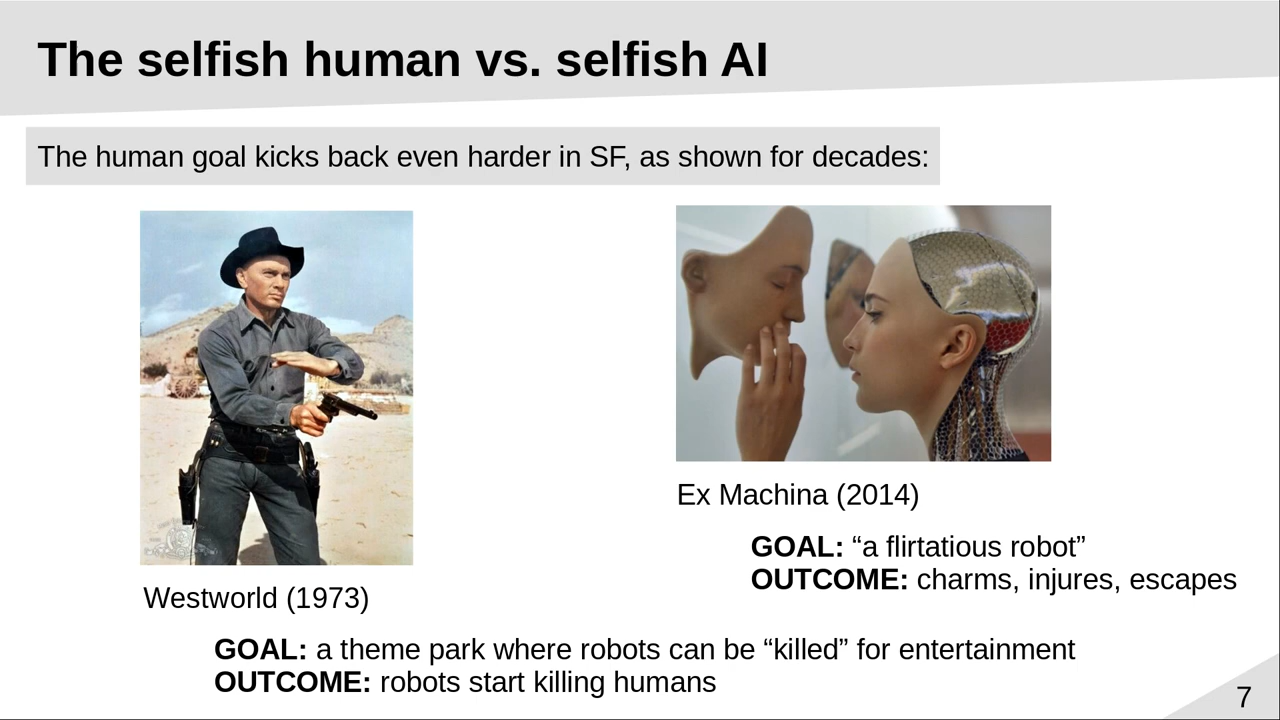 The selfish human vs. selfish AI
The human goal kicks back even harder in SF, as shown for decades:
Ex Machina (2014)
GOAL: “a flirtatious robot”
OUTCOME: charms, injures, escapes
Westworld (1973)
GOAL: a theme park where robots can be “killed” for entertainment
OUTCOME: robots start killing humans
7